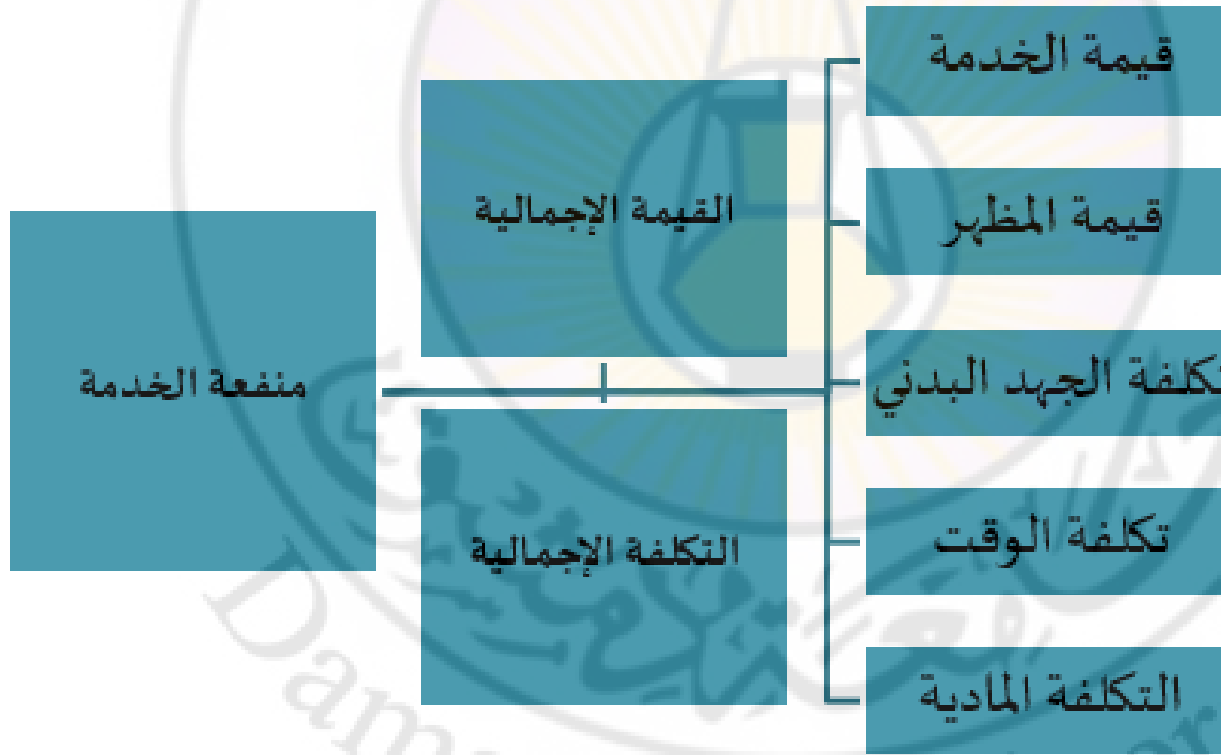 قيمة الخدمة
القيمة الإجمالية
قيمة المظهر
منفعة الخدمة
تكلفة الجهد البدني
تكلفة الوقت
التكلفة الإجمالية
التكلفة المادية